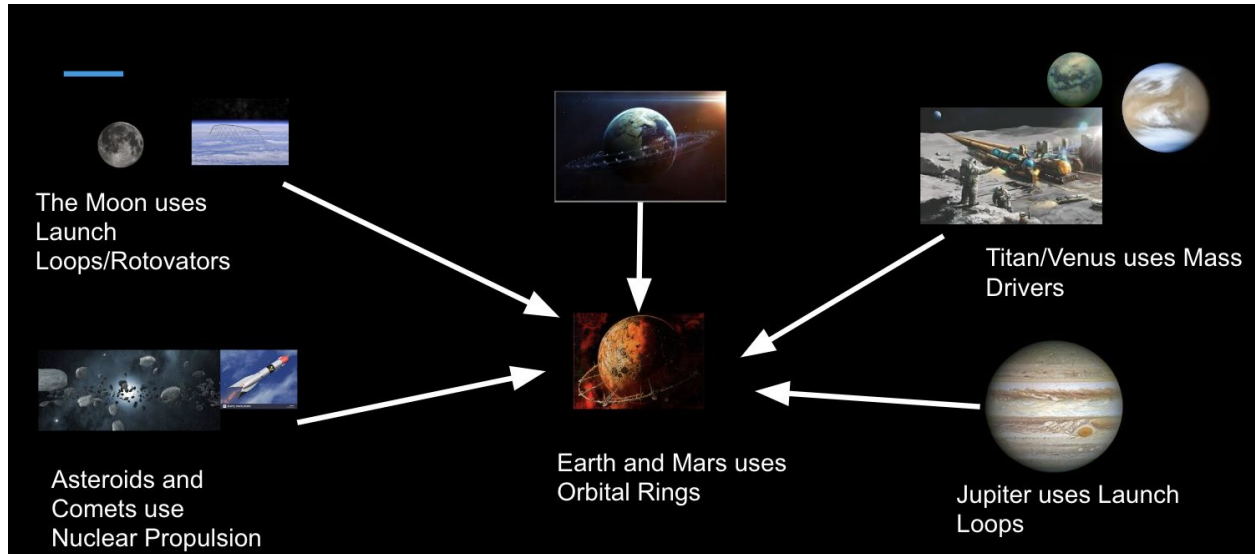 The Moon uses
Launch
Loops/Rotovators
Titan/Venus uses Mass
Drivers
Asteroids and
Comets use
Nuclear Propulsion
Earth and Mars uses
Orbital Rings
Jupiter uses Launch
Loops